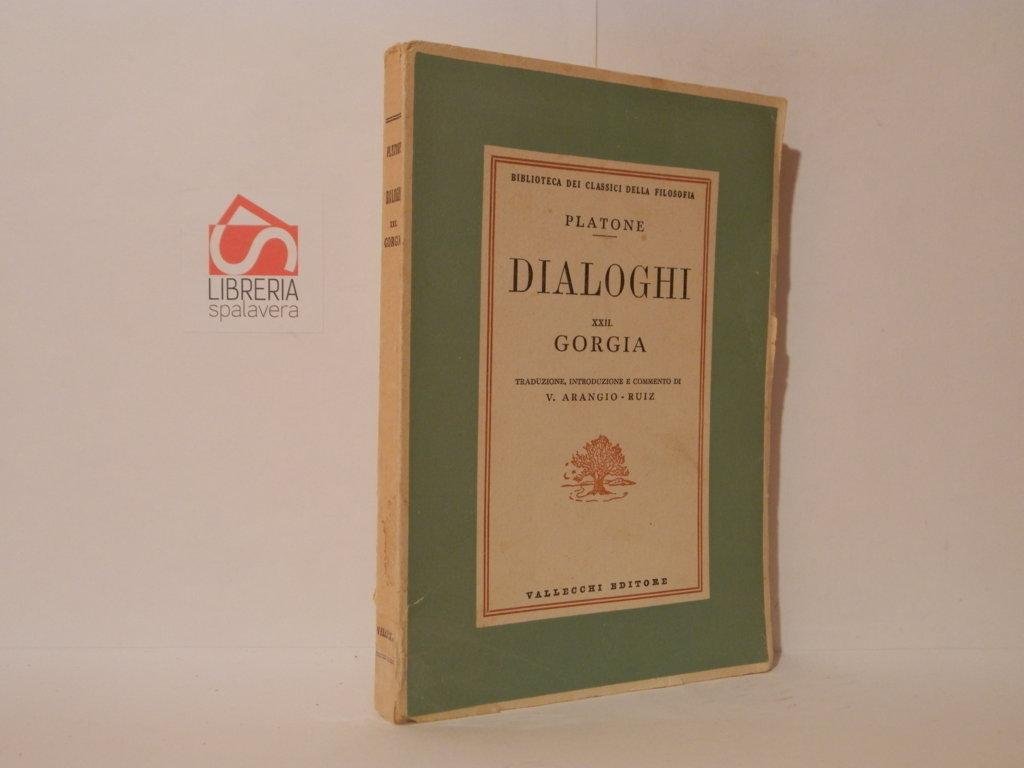 LIBRERIA
spalavera
PLATONE
DIALOGHI
XXII.
GORGIA
BIBLIOTECA DEI CLASSICI DELLA FILOSOFIA
PLATONE
DIALOGHI
XXII.
GORGIA
TRADUZIONE, INTRODUZIONE E COMMENTO DI
V. ARANGIO-RUIZ
VALLECCHI EDITORE